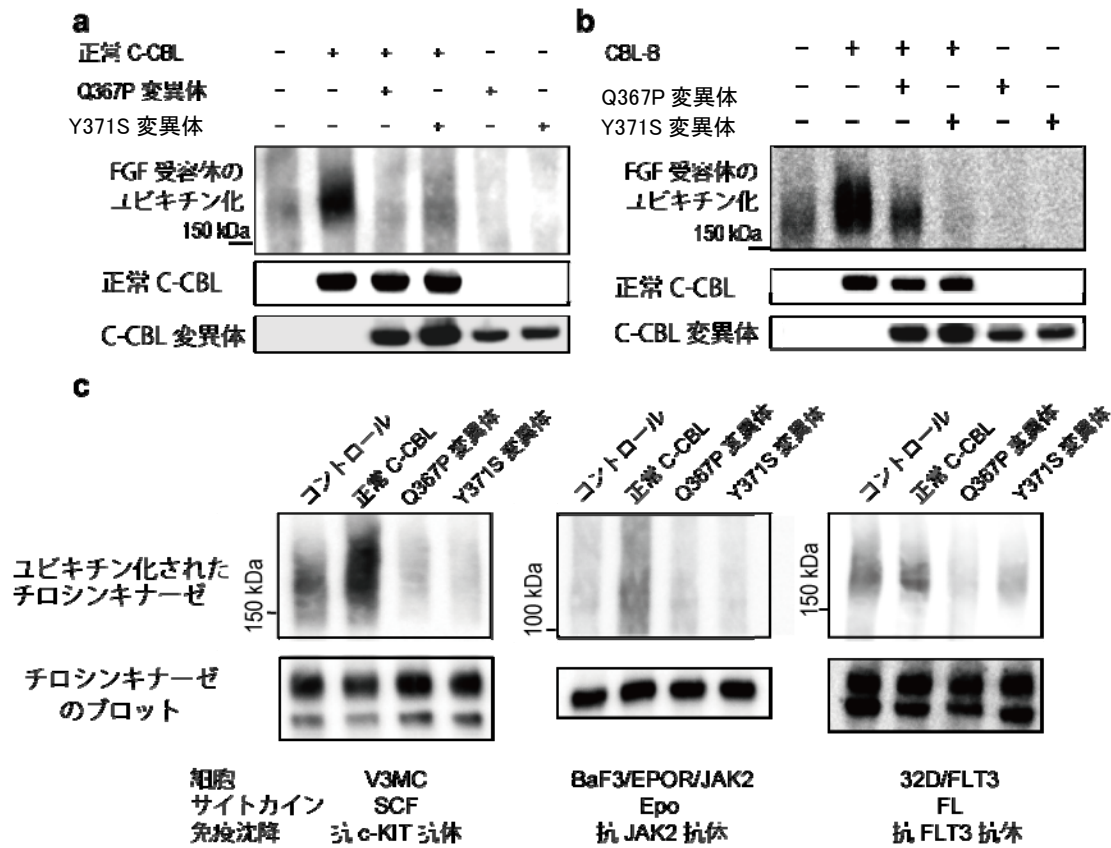 a
正常 C-CBL - + + + - -
Q367P 変異体 - - + - + -
Y371S 変異体 - - - + - +
FGF 受容体の
ユビキチン化
150 kDa
正常 C-CBL
C-CBL 変異体
b
CBL-B - + + + - -
Q367P 変異体 - - + - + -
Y371S 変異体 - - - + - +
FGF 受容体の
ユビキチン化
150 kDa
正常 C-CBL
C-CBL 変異体
c
コントロール
正常 C-CBL
Q367P 変異体
Y371S 変異体
コントロール
正常 C-CBL
Q367P 変異体
Y371S 変異体
コントロール
正常 C-CBL
Q367P 変異体
Y371S 変異体
ユビキチン化された
チロシンキナーゼ
150 kDa
100 kDa
150 kDa
チロシンキナーゼ
のブロット
細胞 V3MC BaF3/EPOR/JAK2 32D/FLT3
サイトカイン SCF Epo FL
免疫沈降 抗 c-KIT 抗体 抗 JAK2 抗体 抗 FLT3 抗体